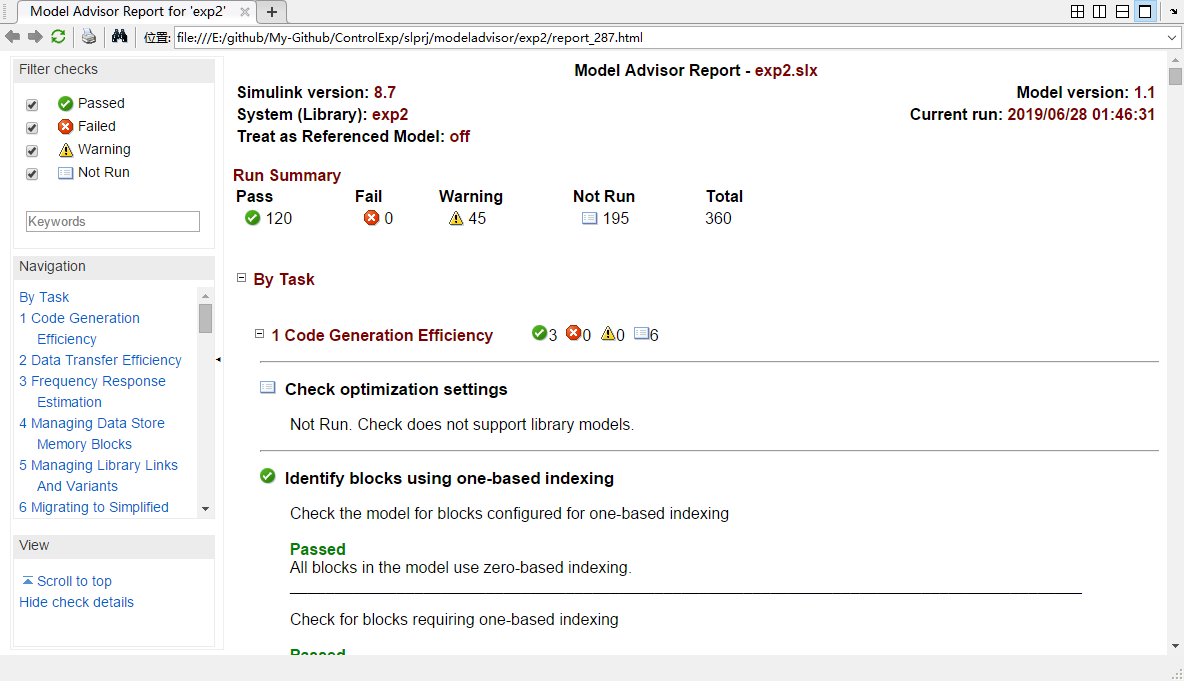 Model Advisor Report for 'exp2'
位置: file:///E:/github/My-Github/ControlExp/slprj/modeladvisor/exp2/report_287.html
Filter checks
Passed
Failed
Warning
Not Run
Keywords
Navigation
By Task
1 Code Generation
Efficiency
2 Data Transfer Efficiency
3 Frequency Response
Estimation
4 Managing Data Store
Memory Blocks
5 Managing Library Links
And Variants
6 Migrating to Simplified
View
Scroll to top
Hide check details
Model Advisor Report - exp2.slx
Simulink version: 8.7 Model version: 1.1
System (Library): exp2 Current run: 2019/06/28 01:46:31
Treat as Referenced Model: off
Run Summary
Pass Fail Warning Not Run Total
120 0 45 195 360
By Task
1 Code Generation Efficiency 3 0 0 6
Check optimization settings
Not Run. Check does not support library models.
Identify blocks using one-based indexing
Check the model for blocks configured for one-based indexing
Passed
All blocks in the model use zero-based indexing.
Check for blocks requiring one-based indexing
Passed